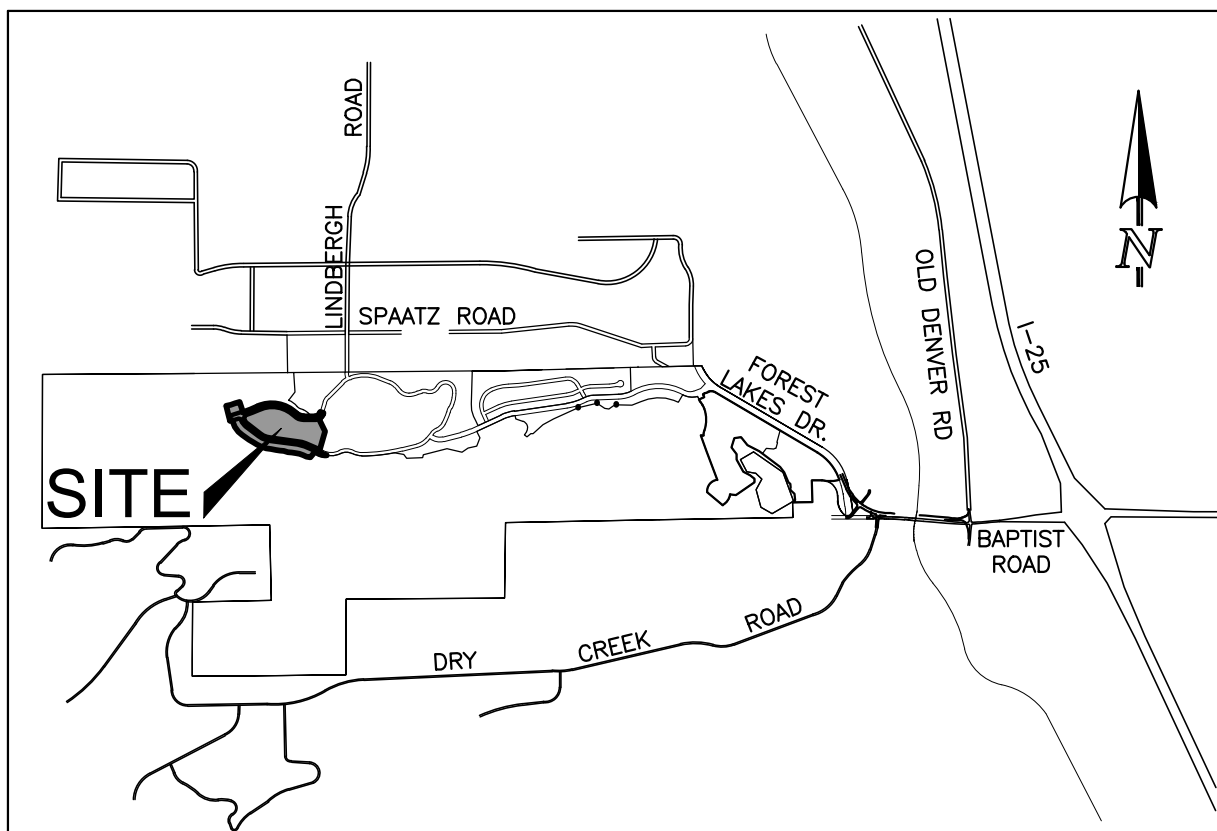 ROAD
LINDBERGH
SPAATZ ROAD
N
OLD DENVER RD
I-25
FOREST
LAKES DR.
SITE
BAPTIST
ROAD
DRY CREEK ROAD